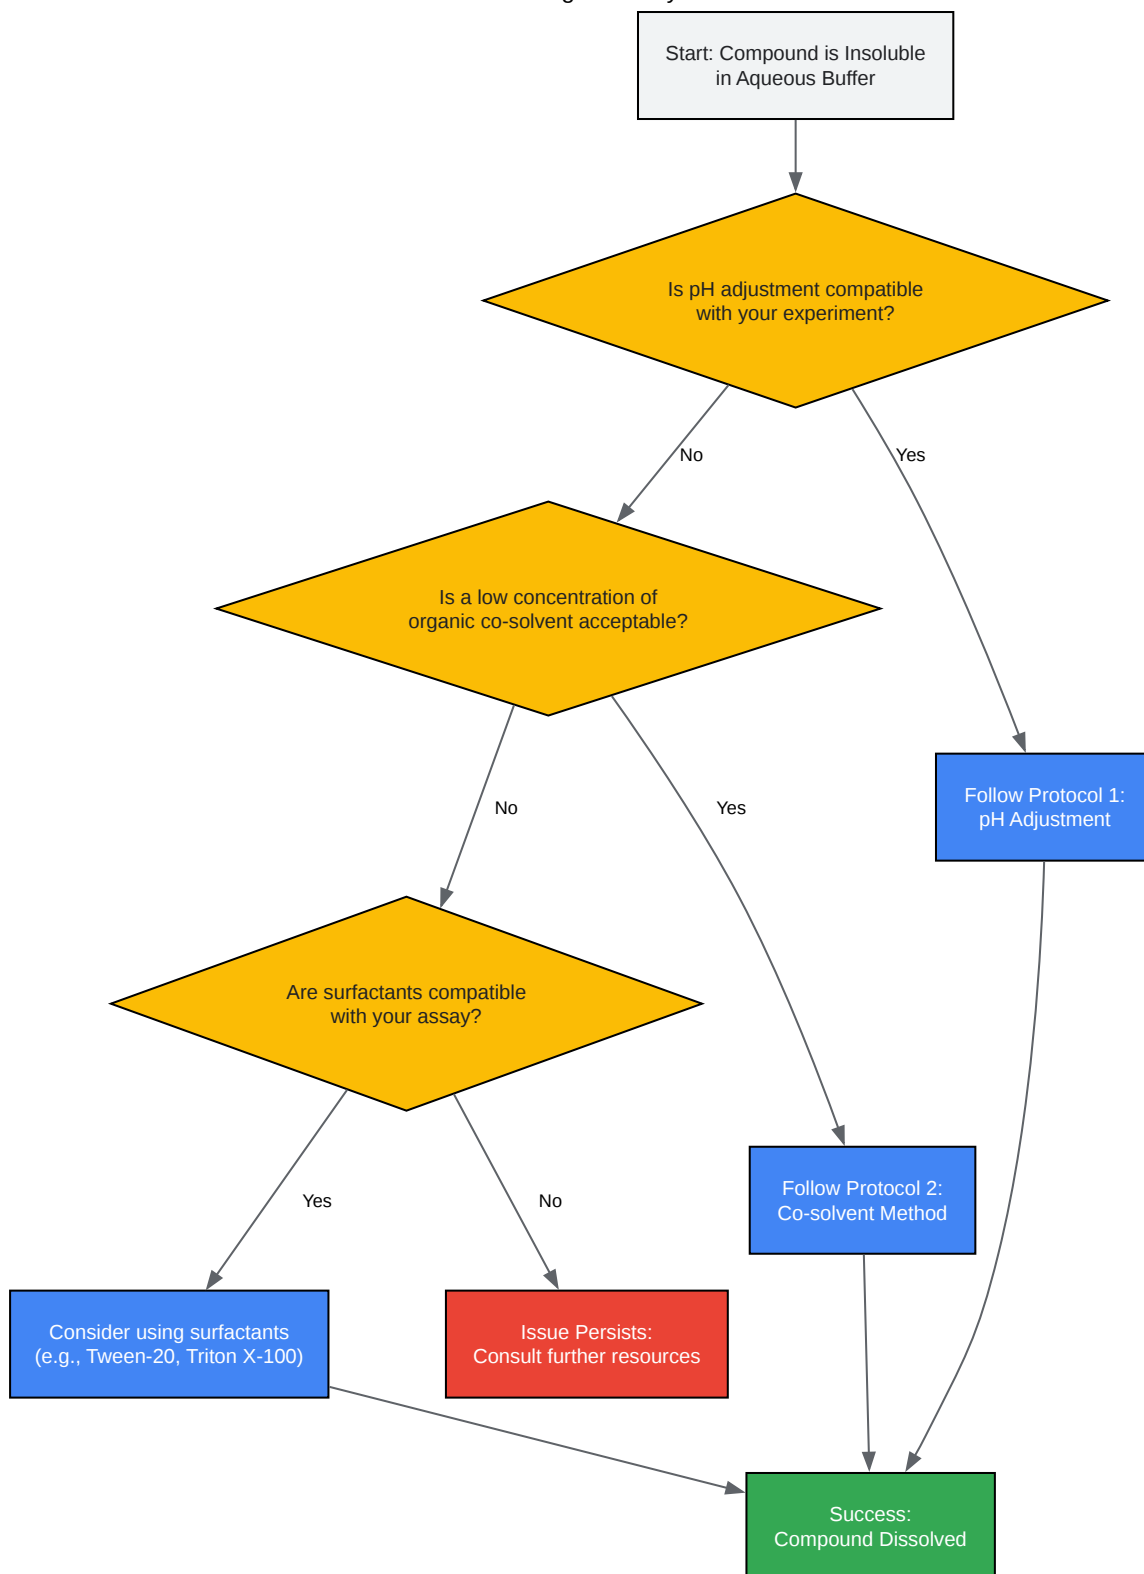 Start: Compound is Insoluble
in Aqueous Buffer
Is pH adjustment compatible
with your experiment?
No
Yes
Is a low concentration of
organic co-solvent acceptable?
Follow Protocol 1:
pH Adjustment
No
Yes
Are surfactants compatible
with your assay?
Follow Protocol 2:
Co-solvent Method
Yes
No
Consider using surfactants
(e.g., Tween-20, Triton X-100)
Issue Persists:
Consult further resources
Success:
Compound Dissolved